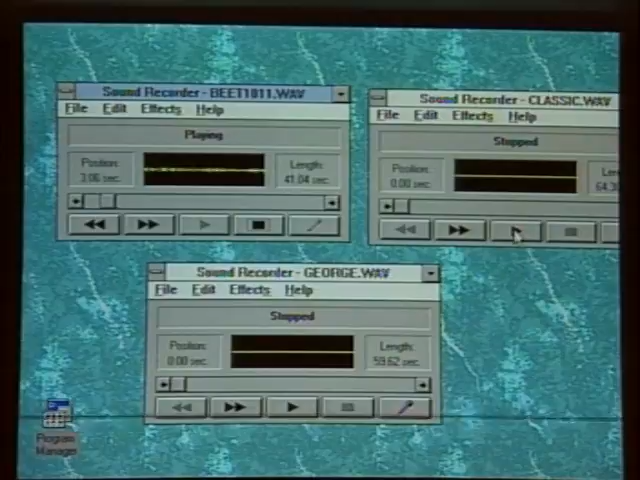 Sound Recorder - BEET1011.WAV
File Edit Effects Help
Playing
Position:
3.06 sec.
Length:
41.04 sec.
Sound Recorder - CLASSIC.WAV
File Edit Effects Help
Stopped
Position:
0.00 sec.
Sound Recorder - GEORGE.WAV
File Edit Effects Help
Stopped
Position:
0.00 sec.
Length:
59.62 sec.
Program
Manager